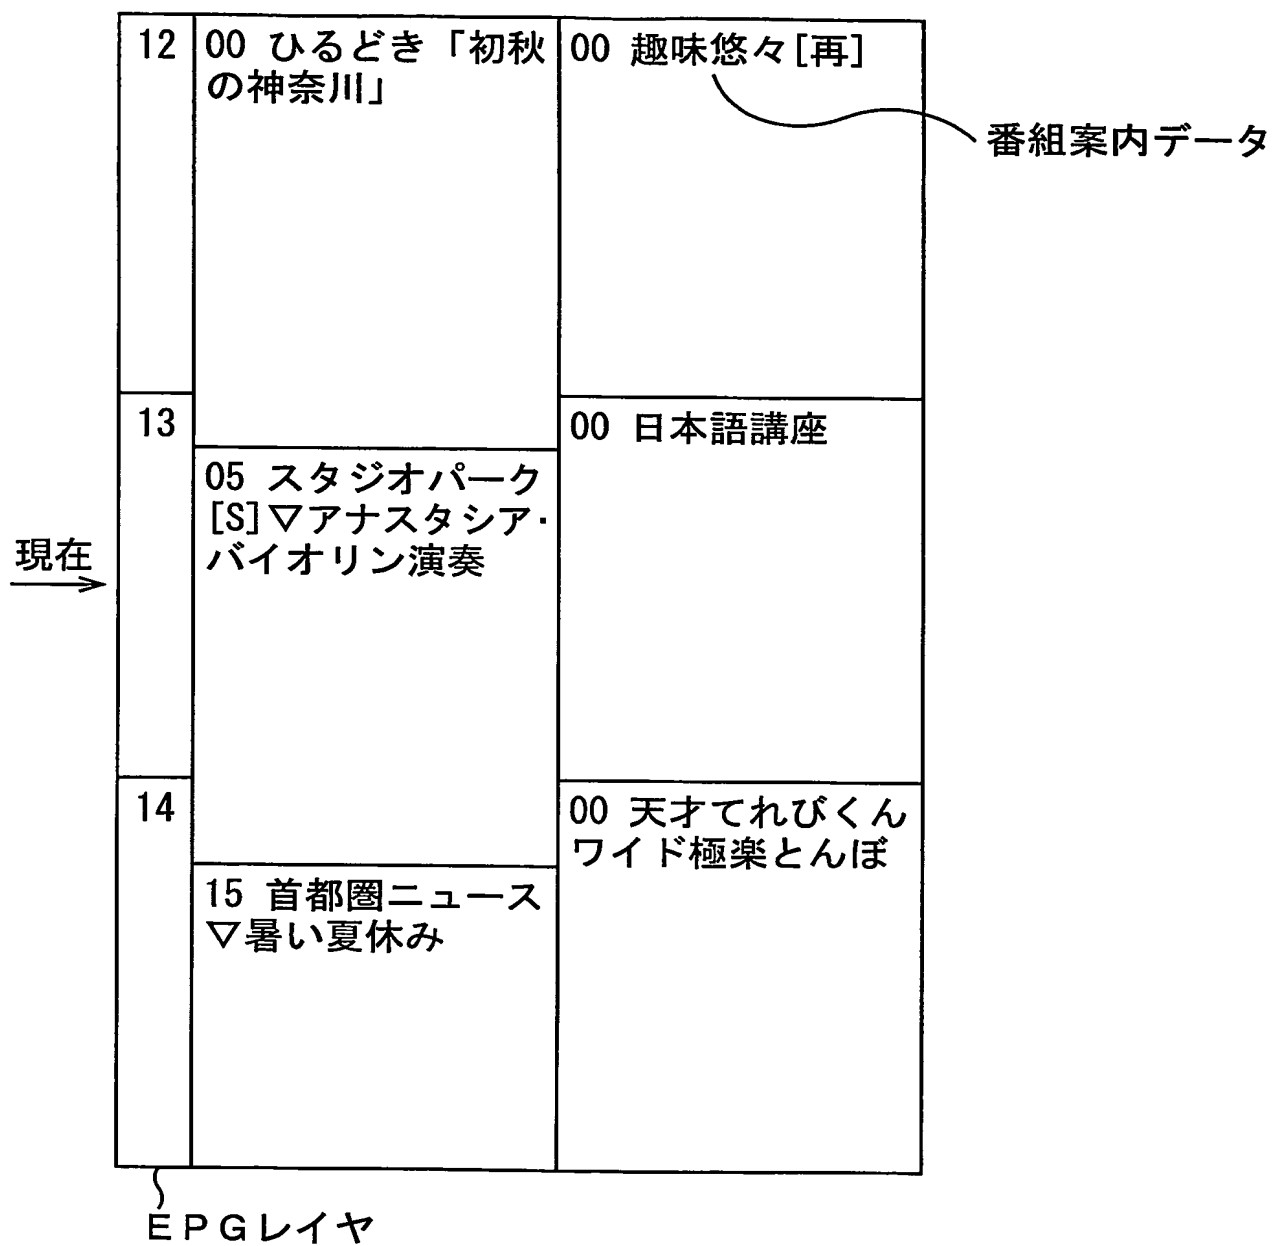 12
00 ひるどき「初秋
の神奈川」
00 趣味悠々[再]
番組案内データ
13
00 日本語講座
05 スタジオパーク
[S]▽アナスタシア・
バイオリン演奏
現在
14
00 天才てれびくん
ワイド極楽とんぼ
15 首都圏ニュース
▽暑い夏休み
EPGレイヤ